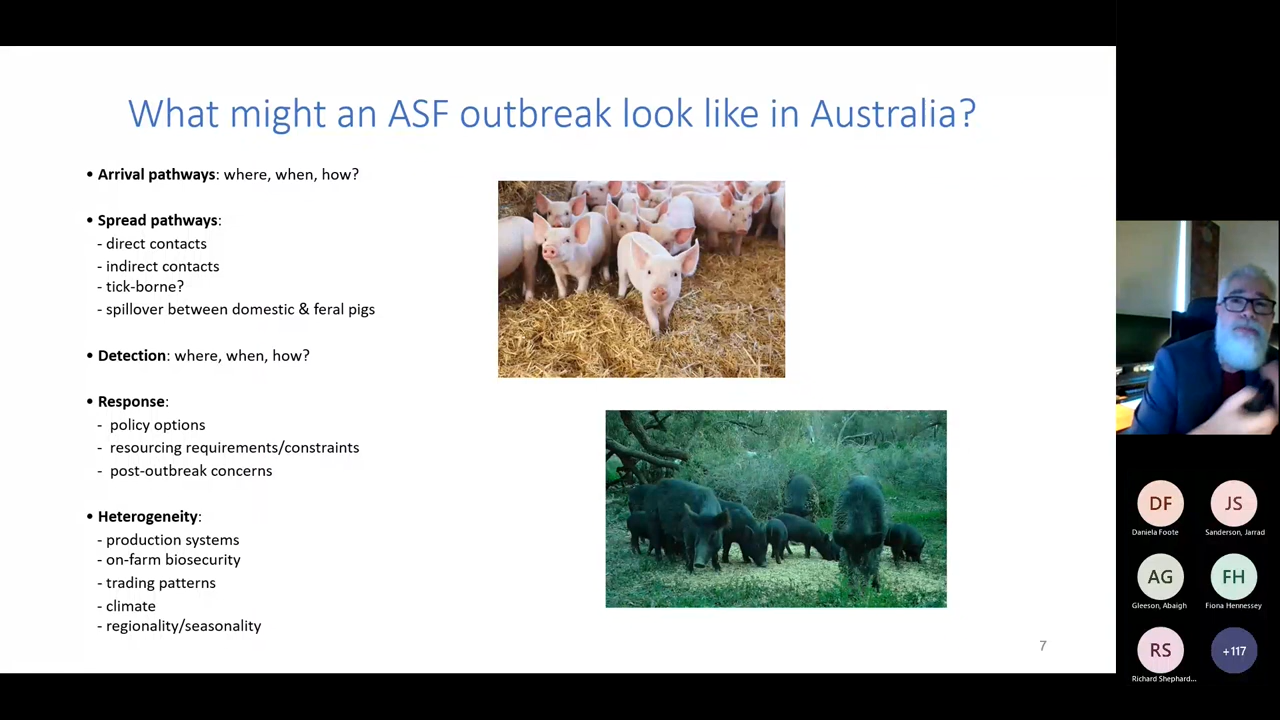 What might an ASF outbreak look like in Australia?
• Arrival pathways: where, when, how?
• Spread pathways:
- direct contacts
- indirect contacts
- tick-borne?
- spillover between domestic & feral pigs
• Detection: where, when, how?
• Response:
- policy options
- resourcing requirements/constraints
- post-outbreak concerns
• Heterogeneity:
- production systems
- on-farm biosecurity
- trading patterns
- climate
- regionality/seasonality
7
DF
JS
Daniela Foote
Sanderson, Jarrad
AG
FH
Gleeson, Abaigh
Fiona Hennessey
RS
+117
Richard Shephard...